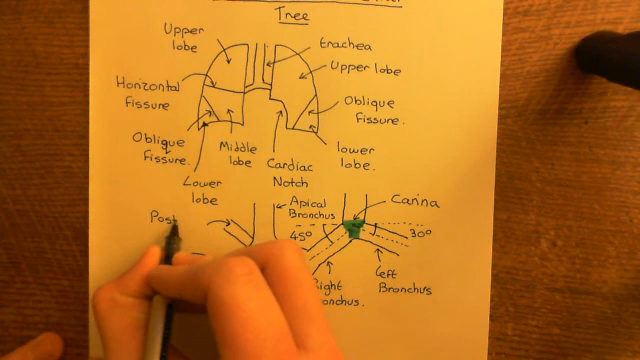 Tree
Upper
lobe
trachea
Upper lobe
Horizontal
fissure
Oblique
Fissure.
Oblique
Fissure.
Middle
lobe
Cardiac
Notch
lower
lobe.
Lower
lobe
Apical
Bronchus
Carina
Post
45°
30°
Left
Bronchus
Right
Bronchus.